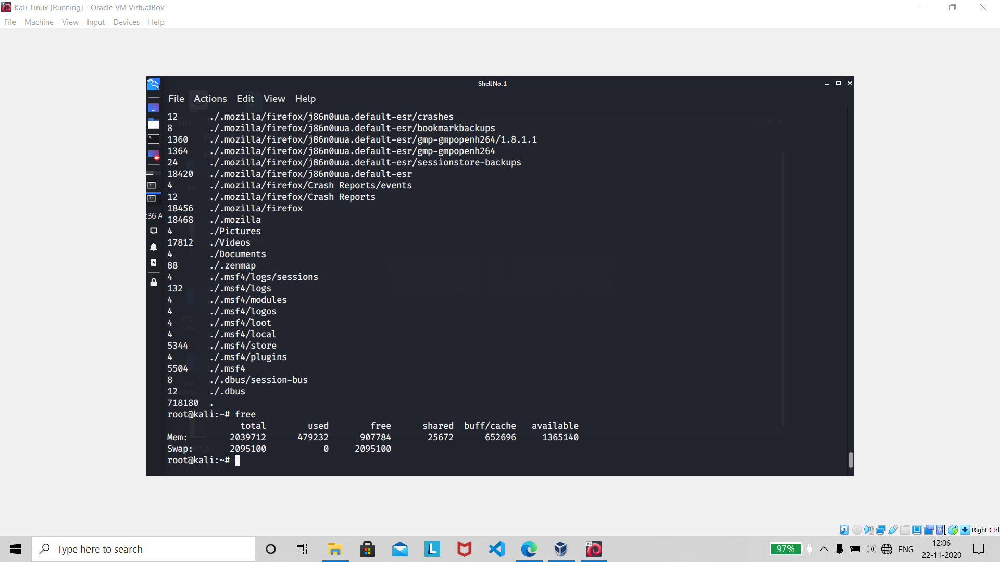 Kali_Linux [Running] - Oracle VM VirtualBox
File Machine View Input Devices Help
Shell No. 1
File Actions Edit View Help
12 ./.mozilla/firefox/j86n0uua.default-esr/crashes
8 ./.mozilla/firefox/j86n0uua.default-esr/bookmarkbackups
1360 ./.mozilla/firefox/j86n0uua.default-esr/gmp-gmpopenh264/1.8.1.1
1364 ./.mozilla/firefox/j86n0uua.default-esr/gmp-gmpopenh264
24 ./.mozilla/firefox/j86n0uua.default-esr/sessionstore-backups
18420 ./.mozilla/firefox/j86n0uua.default-esr
4 ./.mozilla/firefox/Crash Reports/events
12 ./.mozilla/firefox/Crash Reports
18456 ./.mozilla/firefox
:36 A
18468 ./.mozilla
4 ./Pictures
17812 ./Videos
4 ./Documents
88 ./.zenmap
4 ./.msf4/logs/sessions
132 ./.msf4/logs
4 ./.msf4/modules
4 ./.msf4/logos
4 ./.msf4/loot
4 ./.msf4/local
5344 ./.msf4/store
4 ./.msf4/plugins
5504 ./.msf4
8 ./.dbus/session-bus
12 ./.dbus
718180 .
root@kali:~# free
total used free shared buff/cache available
Mem: 2039712 479232 907784 25672 652696 1365140
Swap: 2095100 0 2095100
root@kali:~#
Right Ctrl
Type here to search
97%
ENG
12:06
22-11-2020